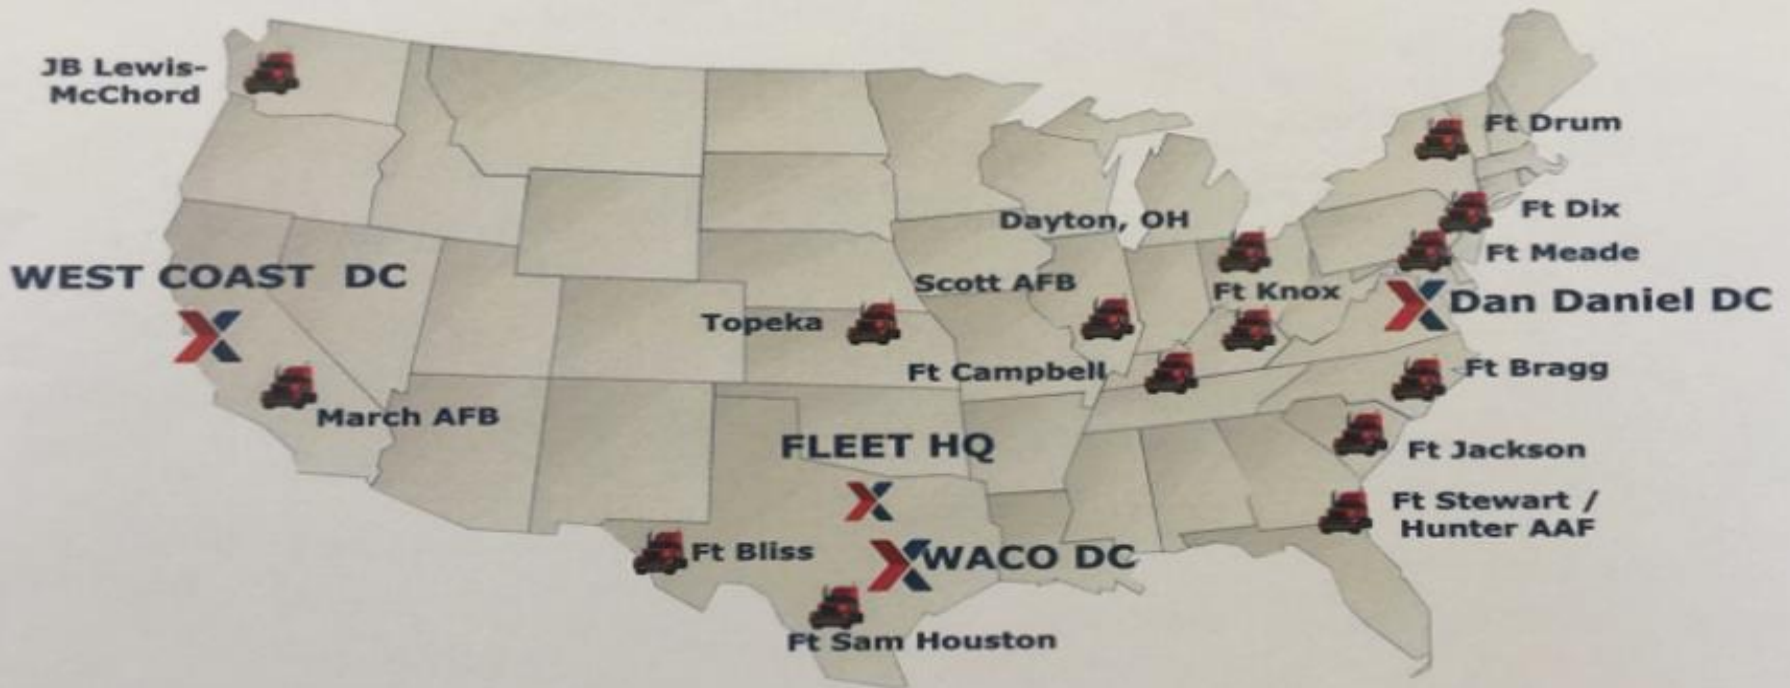 JB Lewis-
McChord
Ft Drum
Dayton, OH
Ft Dix
Ft Meade
WEST COAST DC
Scott AFB
Ft Knox
Dan Daniel DC
Topeka
Ft Campbell
Ft Bragg
March AFB
FLEET HQ
Ft Jackson
Ft Stewart /
Hunter AAF
Ft Bliss
WACO DC
Ft Sam Houston